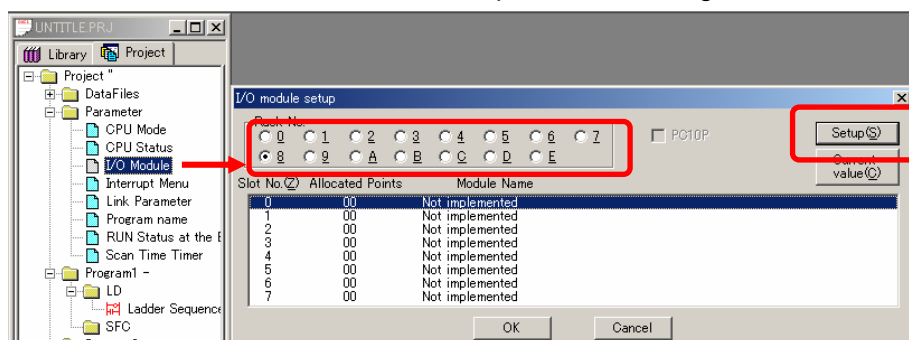 UNTITLE.PRJ
Library Project
Project "
DataFiles
Parameter
CPU Mode
CPU Status
I/O Module
Interrupt Menu
Link Parameter
Program name
RUN Status at the E
Scan Time Timer
Program1 -
LD
Ladder Sequence
SFC
I/O module setup
Rack No.
0 1 2 3 4 5 6 7
8 9 A B C D E
PC10P
Setup(S)
Current
value(C)
Slot No.(Z) Allocated Points Module Name
0 00 Not implemented
1 00 Not implemented
2 00 Not implemented
3 00 Not implemented
4 00 Not implemented
5 00 Not implemented
6 00 Not implemented
7 00 Not implemented
OK Cancel